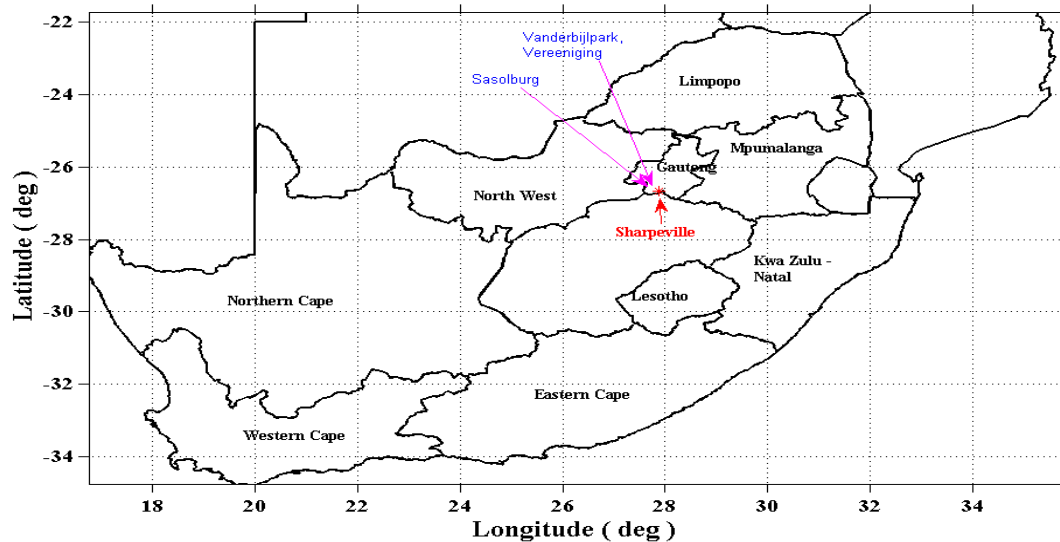 -22
-24
-26
-28
-30
-32
-34
Latitude ( deg )
Vanderbijlpark,
Vereeniging
Sasolburg
Limpopo
Mpumalanga
Gauteng
North West
Sharpeville
Kwa Zulu -
Natal
Lesotho
Northern Cape
Eastern Cape
Western Cape
18
20
22
24
26
28
30
32
34
Longitude ( deg )